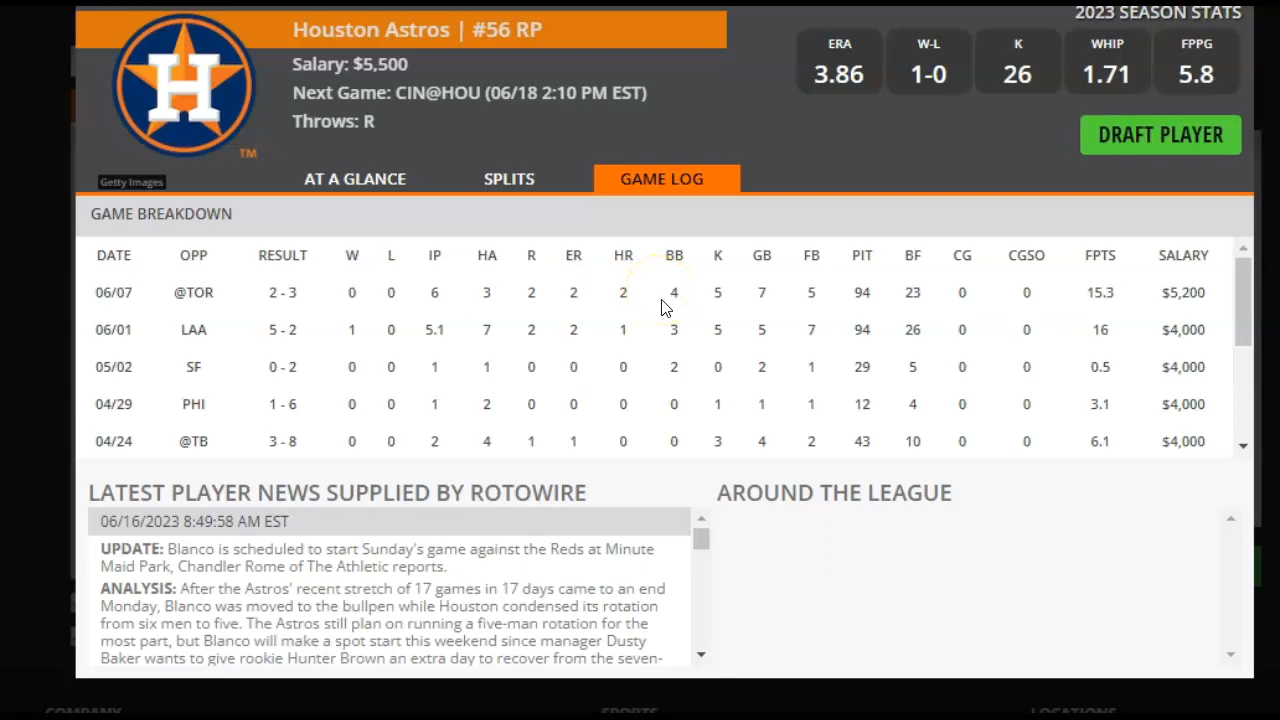 2023 SEASON STATS
Houston Astros | #56 RP
Salary: $5,500
Next Game: CIN@HOU (06/18 2:10 PM EST)
Throws: R
ERA W-L K WHIP FPPG
3.86 1-0 26 1.71 5.8
DRAFT PLAYER
H
TM
Getty Images
AT A GLANCE SPLITS GAME LOG
GAME BREAKDOWN
DATE OPP RESULT W L IP HA R ER HR BB K GB FB PIT BF CG CGSO FPTS SALARY
06/07 @TOR 2 - 3 0 0 6 3 2 2 2 4 5 7 5 94 23 0 0 15.3 $5,200
06/01 LAA 5 - 2 1 0 5.1 7 2 2 1 3 5 5 7 94 26 0 0 16 $4,000
05/02 SF 0 - 2 0 0 1 1 0 0 0 2 0 2 1 29 5 0 0 0.5 $4,000
04/29 PHI 1 - 6 0 0 1 2 0 0 0 0 1 1 1 12 4 0 0 3.1 $4,000
04/24 @TB 3 - 8 0 0 2 4 1 1 0 0 3 4 2 43 10 0 0 6.1 $4,000
LATEST PLAYER NEWS SUPPLIED BY ROTOWIRE
06/16/2023 8:49:58 AM EST
UPDATE: Blanco is scheduled to start Sunday's game against the Reds at Minute
Maid Park, Chandler Rome of The Athletic reports.
ANALYSIS: After the Astros' recent stretch of 17 games in 17 days came to an end
Monday, Blanco was moved to the bullpen while Houston condensed its rotation
from six men to five. The Astros still plan on running a five-man rotation for the
most part, but Blanco will make a spot start this weekend since manager Dusty
Baker wants to give rookie Hunter Brown an extra day to recover from the seven-
AROUND THE LEAGUE
COMPANY SPORTS LOCATIONS